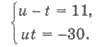 u - t = 11,
ut = -30.